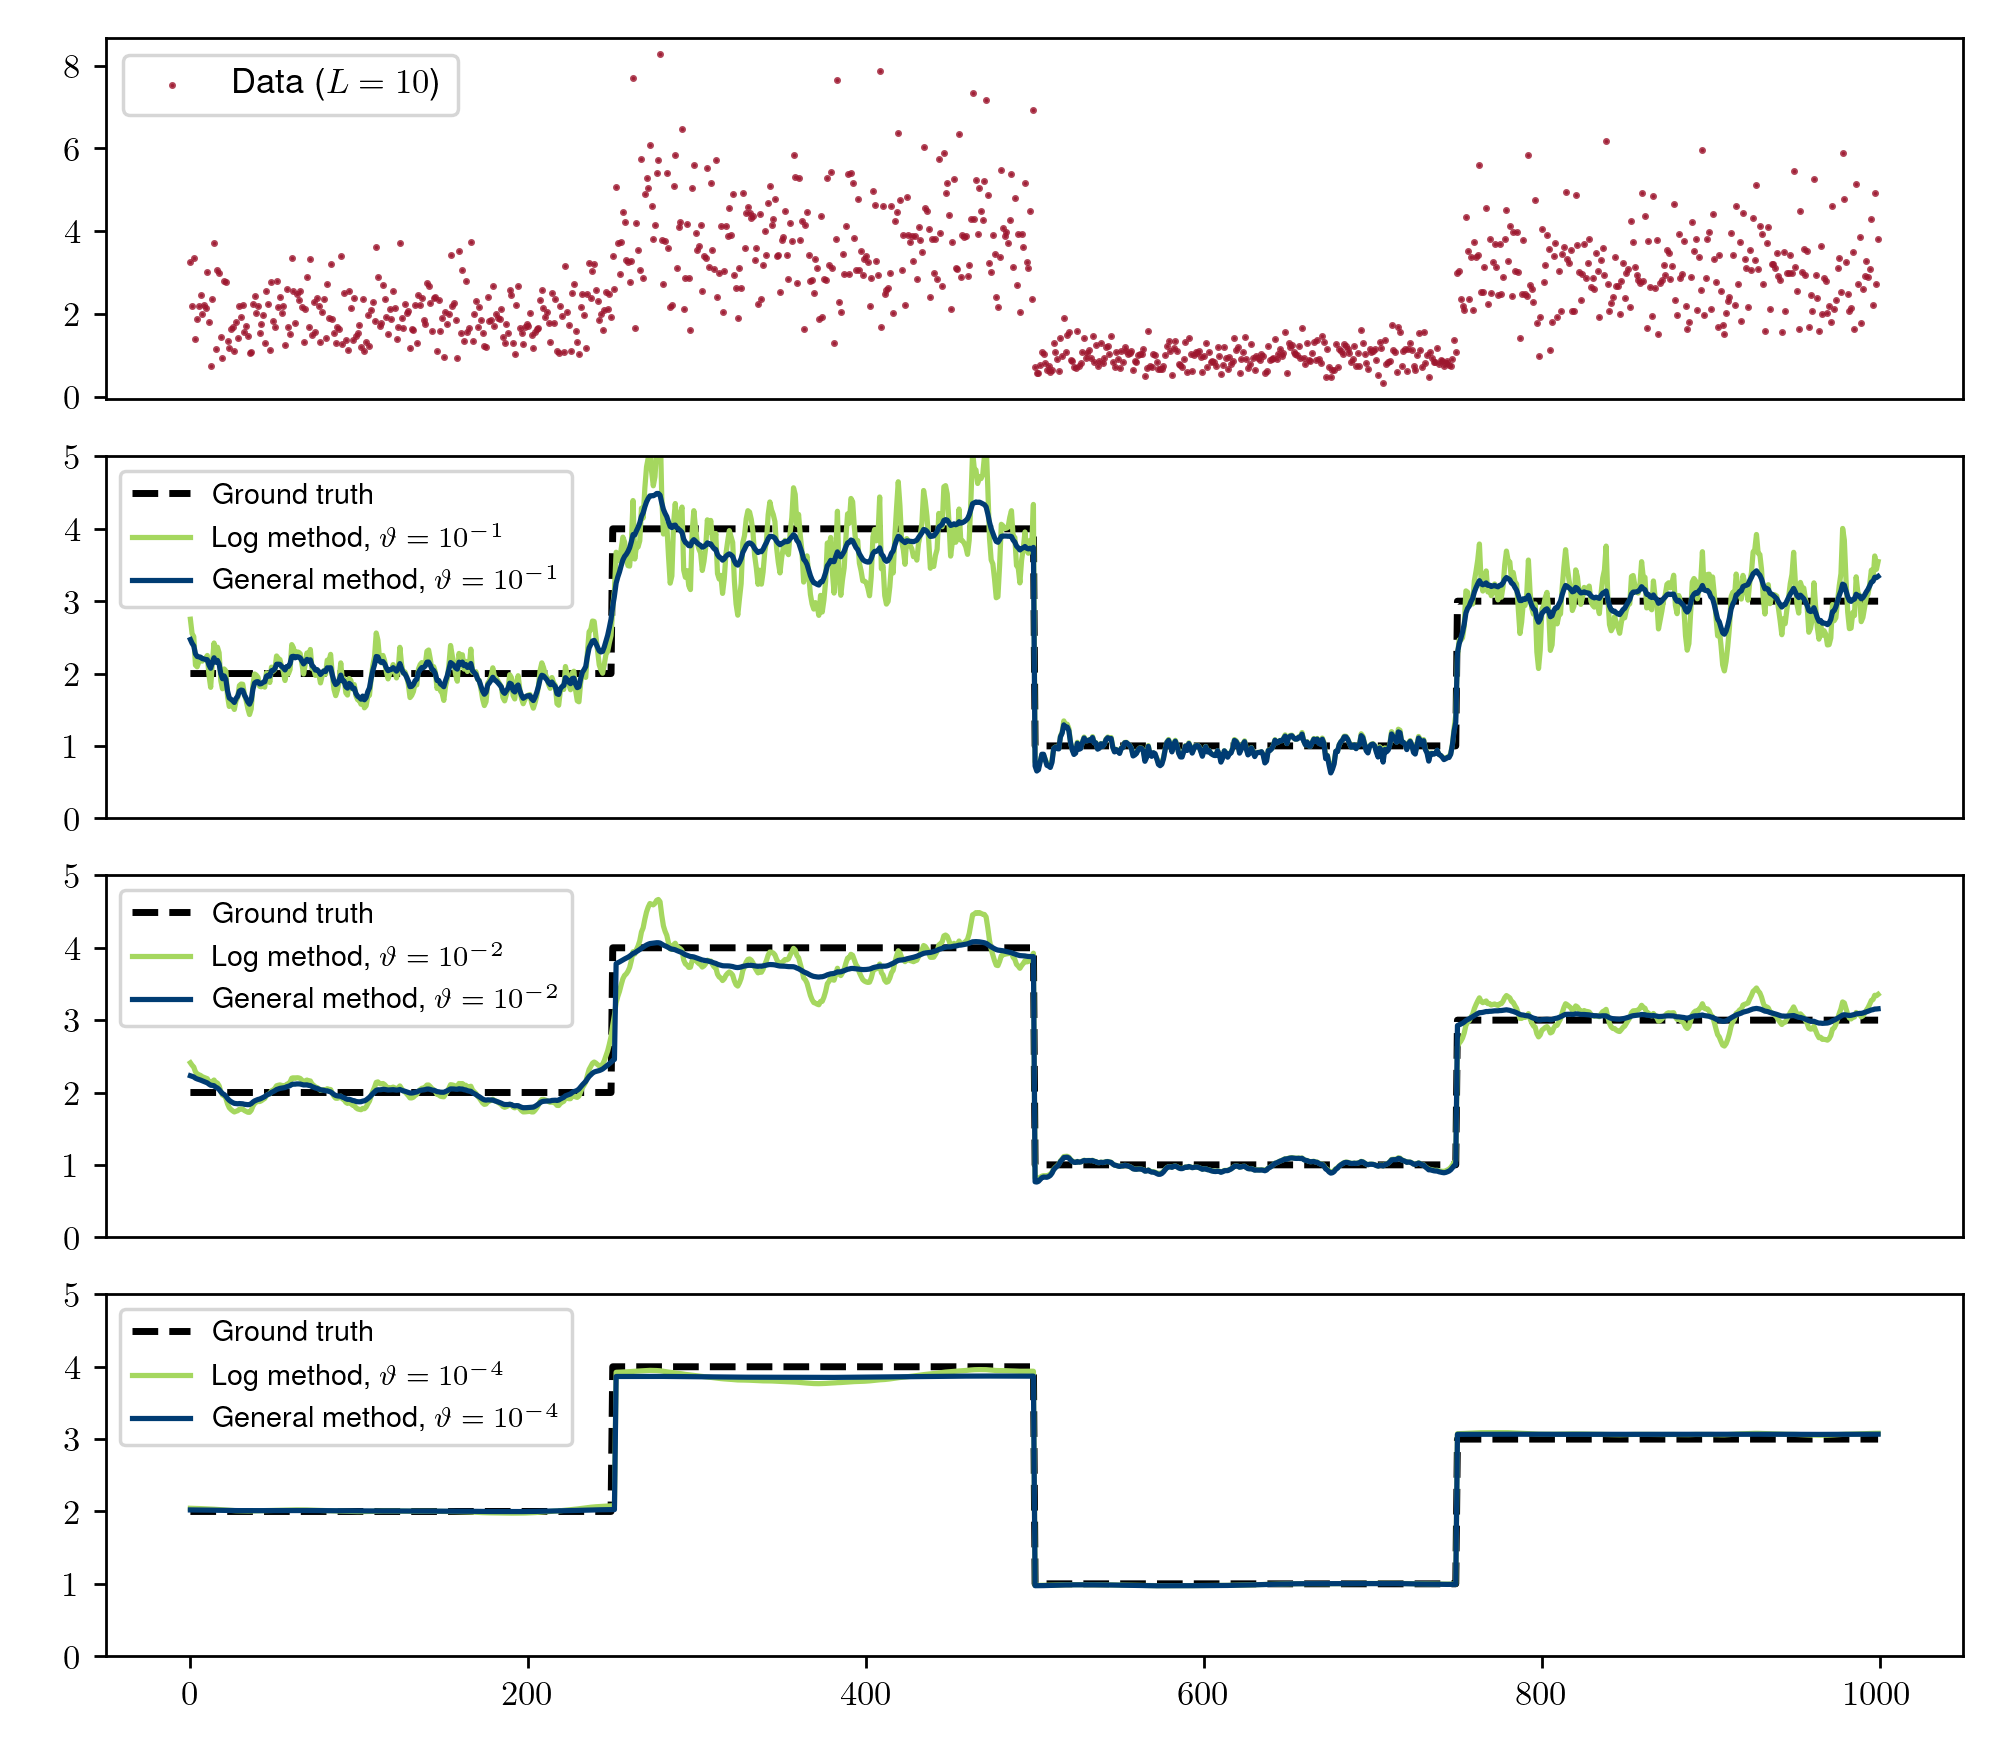 8
6
4
2
0
Data (L = 10)
5
4
3
2
1
0
Ground truth
Log method, ϑ = 10⁻¹
General method, ϑ = 10⁻¹
5
4
3
2
1
0
Ground truth
Log method, ϑ = 10⁻²
General method, ϑ = 10⁻²
5
4
3
2
1
0
Ground truth
Log method, ϑ = 10⁻⁴
General method, ϑ = 10⁻⁴
0 200 400 600 800 1000